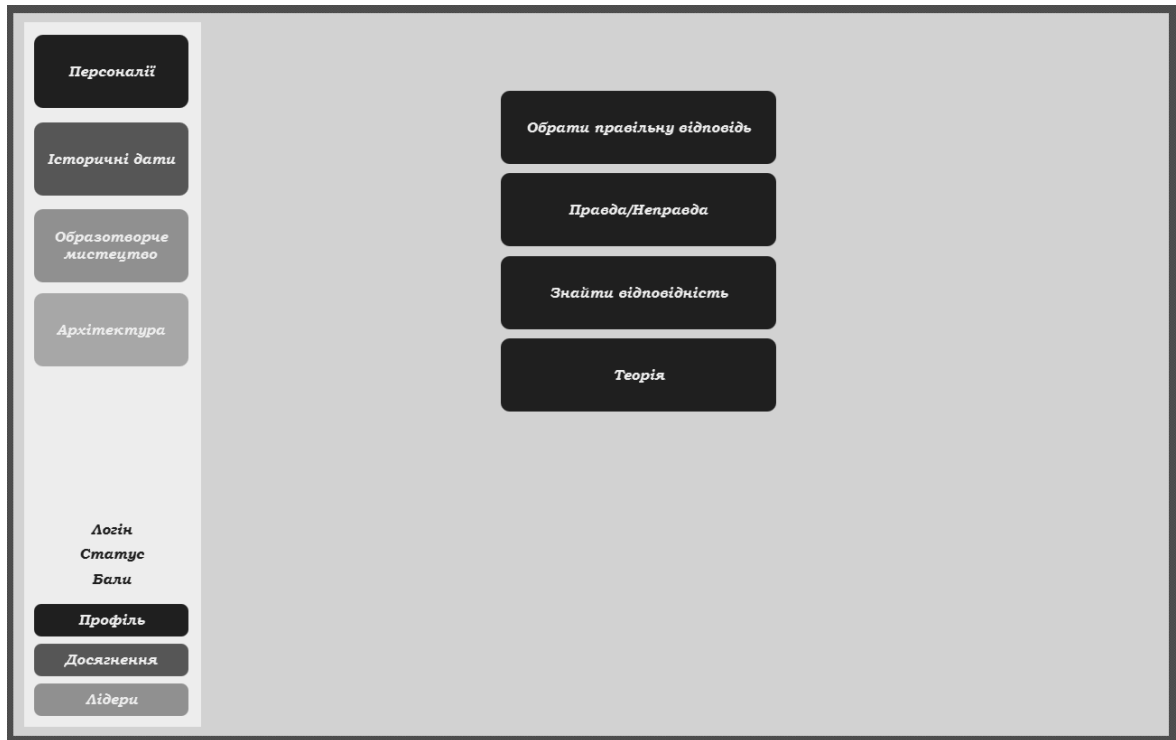 Персоналії
Історичні дати
Образотворче
мистецтво
Архітектура
Логін
Статус
Бали
Профіль
Досягнення
Лідери
Обрати правільну відповідь
Правда/Неправда
Знайти відповідність
Теорія